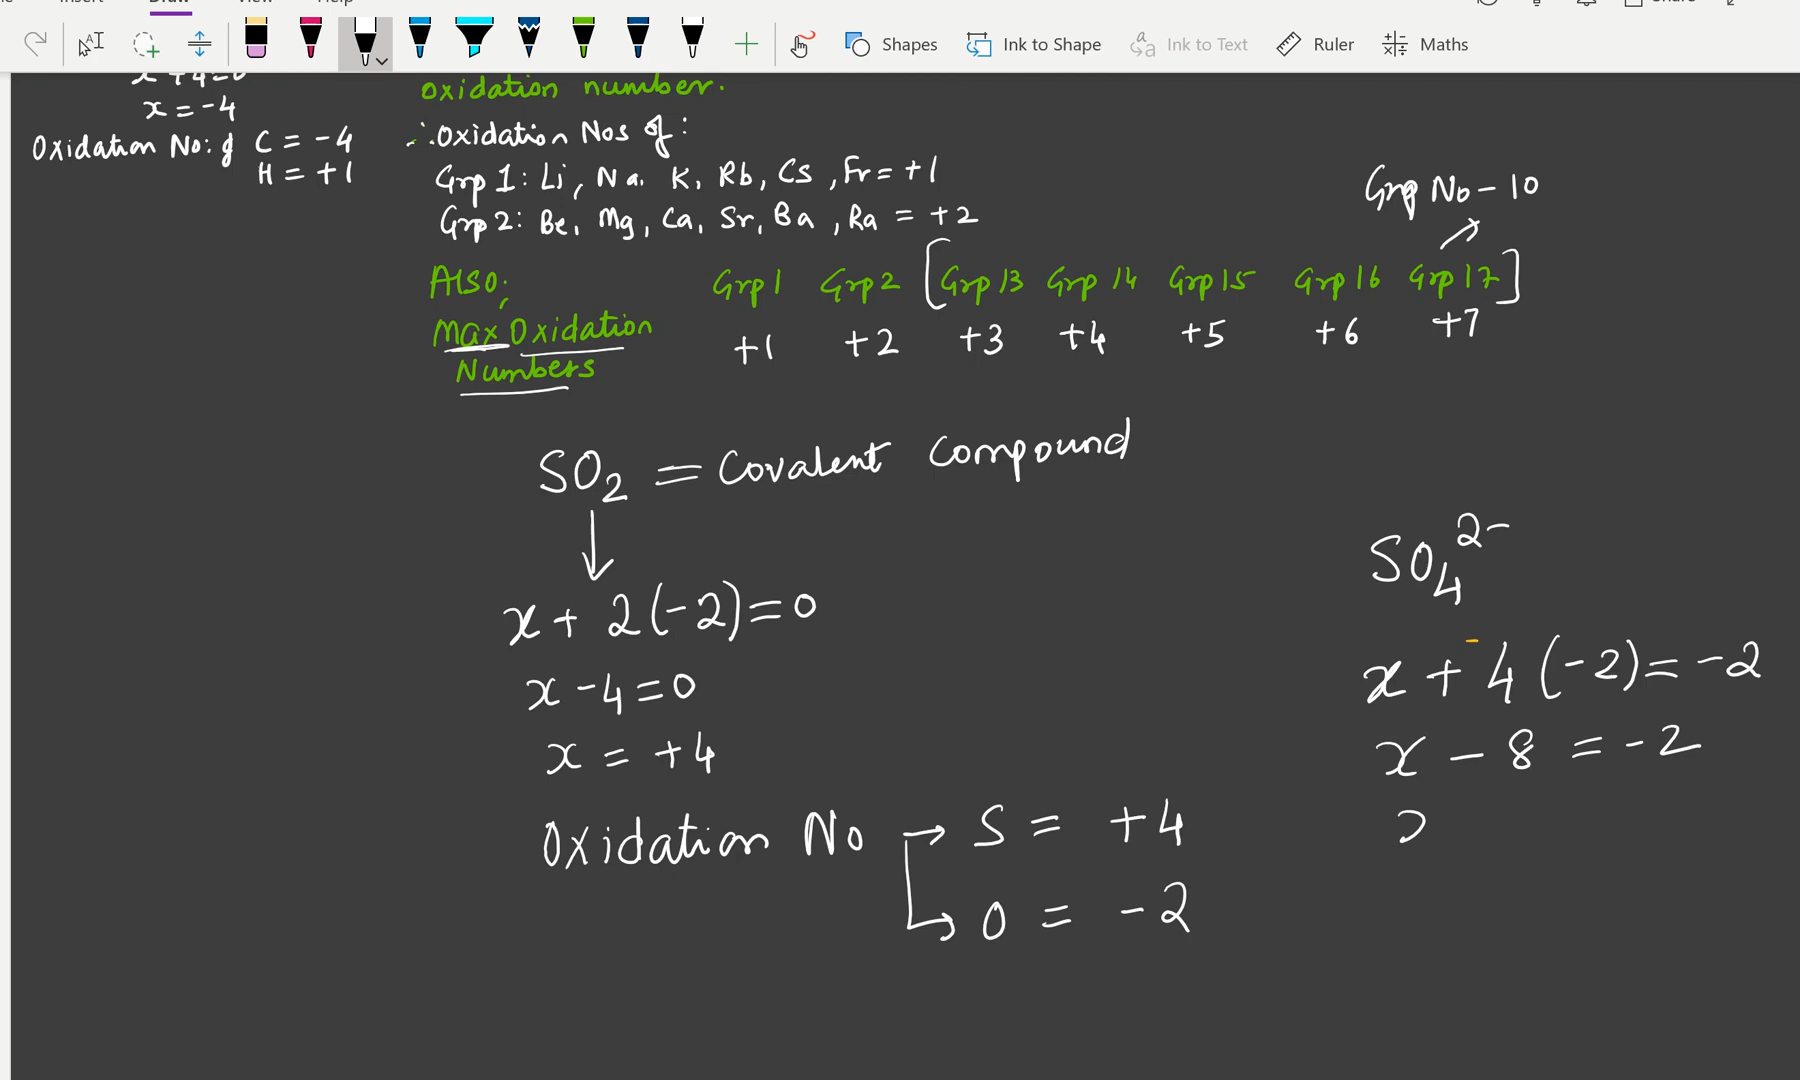 Insert Draw View Help Share
Shapes Ink to Shape Ink to Text Ruler Maths
x + 4 = 0
x = -4
Oxidation No: of C = -4
H = +1
oxidation number.
∴ Oxidation Nos of :
Grp 1 : Li, Na, K, Rb, Cs, Fr = +1
Grp 2 : Be, Mg, Ca, Sr, Ba, Ra = +2
Grp No - 10
Also; Grp 1 Grp 2 [Grp 13 Grp 14 Grp 15 Grp 16 Grp 17]
Max Oxidation +1 +2 +3 +4 +5 +6 +7
Numbers
SO₂ = Covalent Compound
x + 2(-2) = 0
x - 4 = 0
x = +4
Oxidation No → S = +4
↳ O = -2
SO₄²⁻
x + 4(-2) = -2
x - 8 = -2